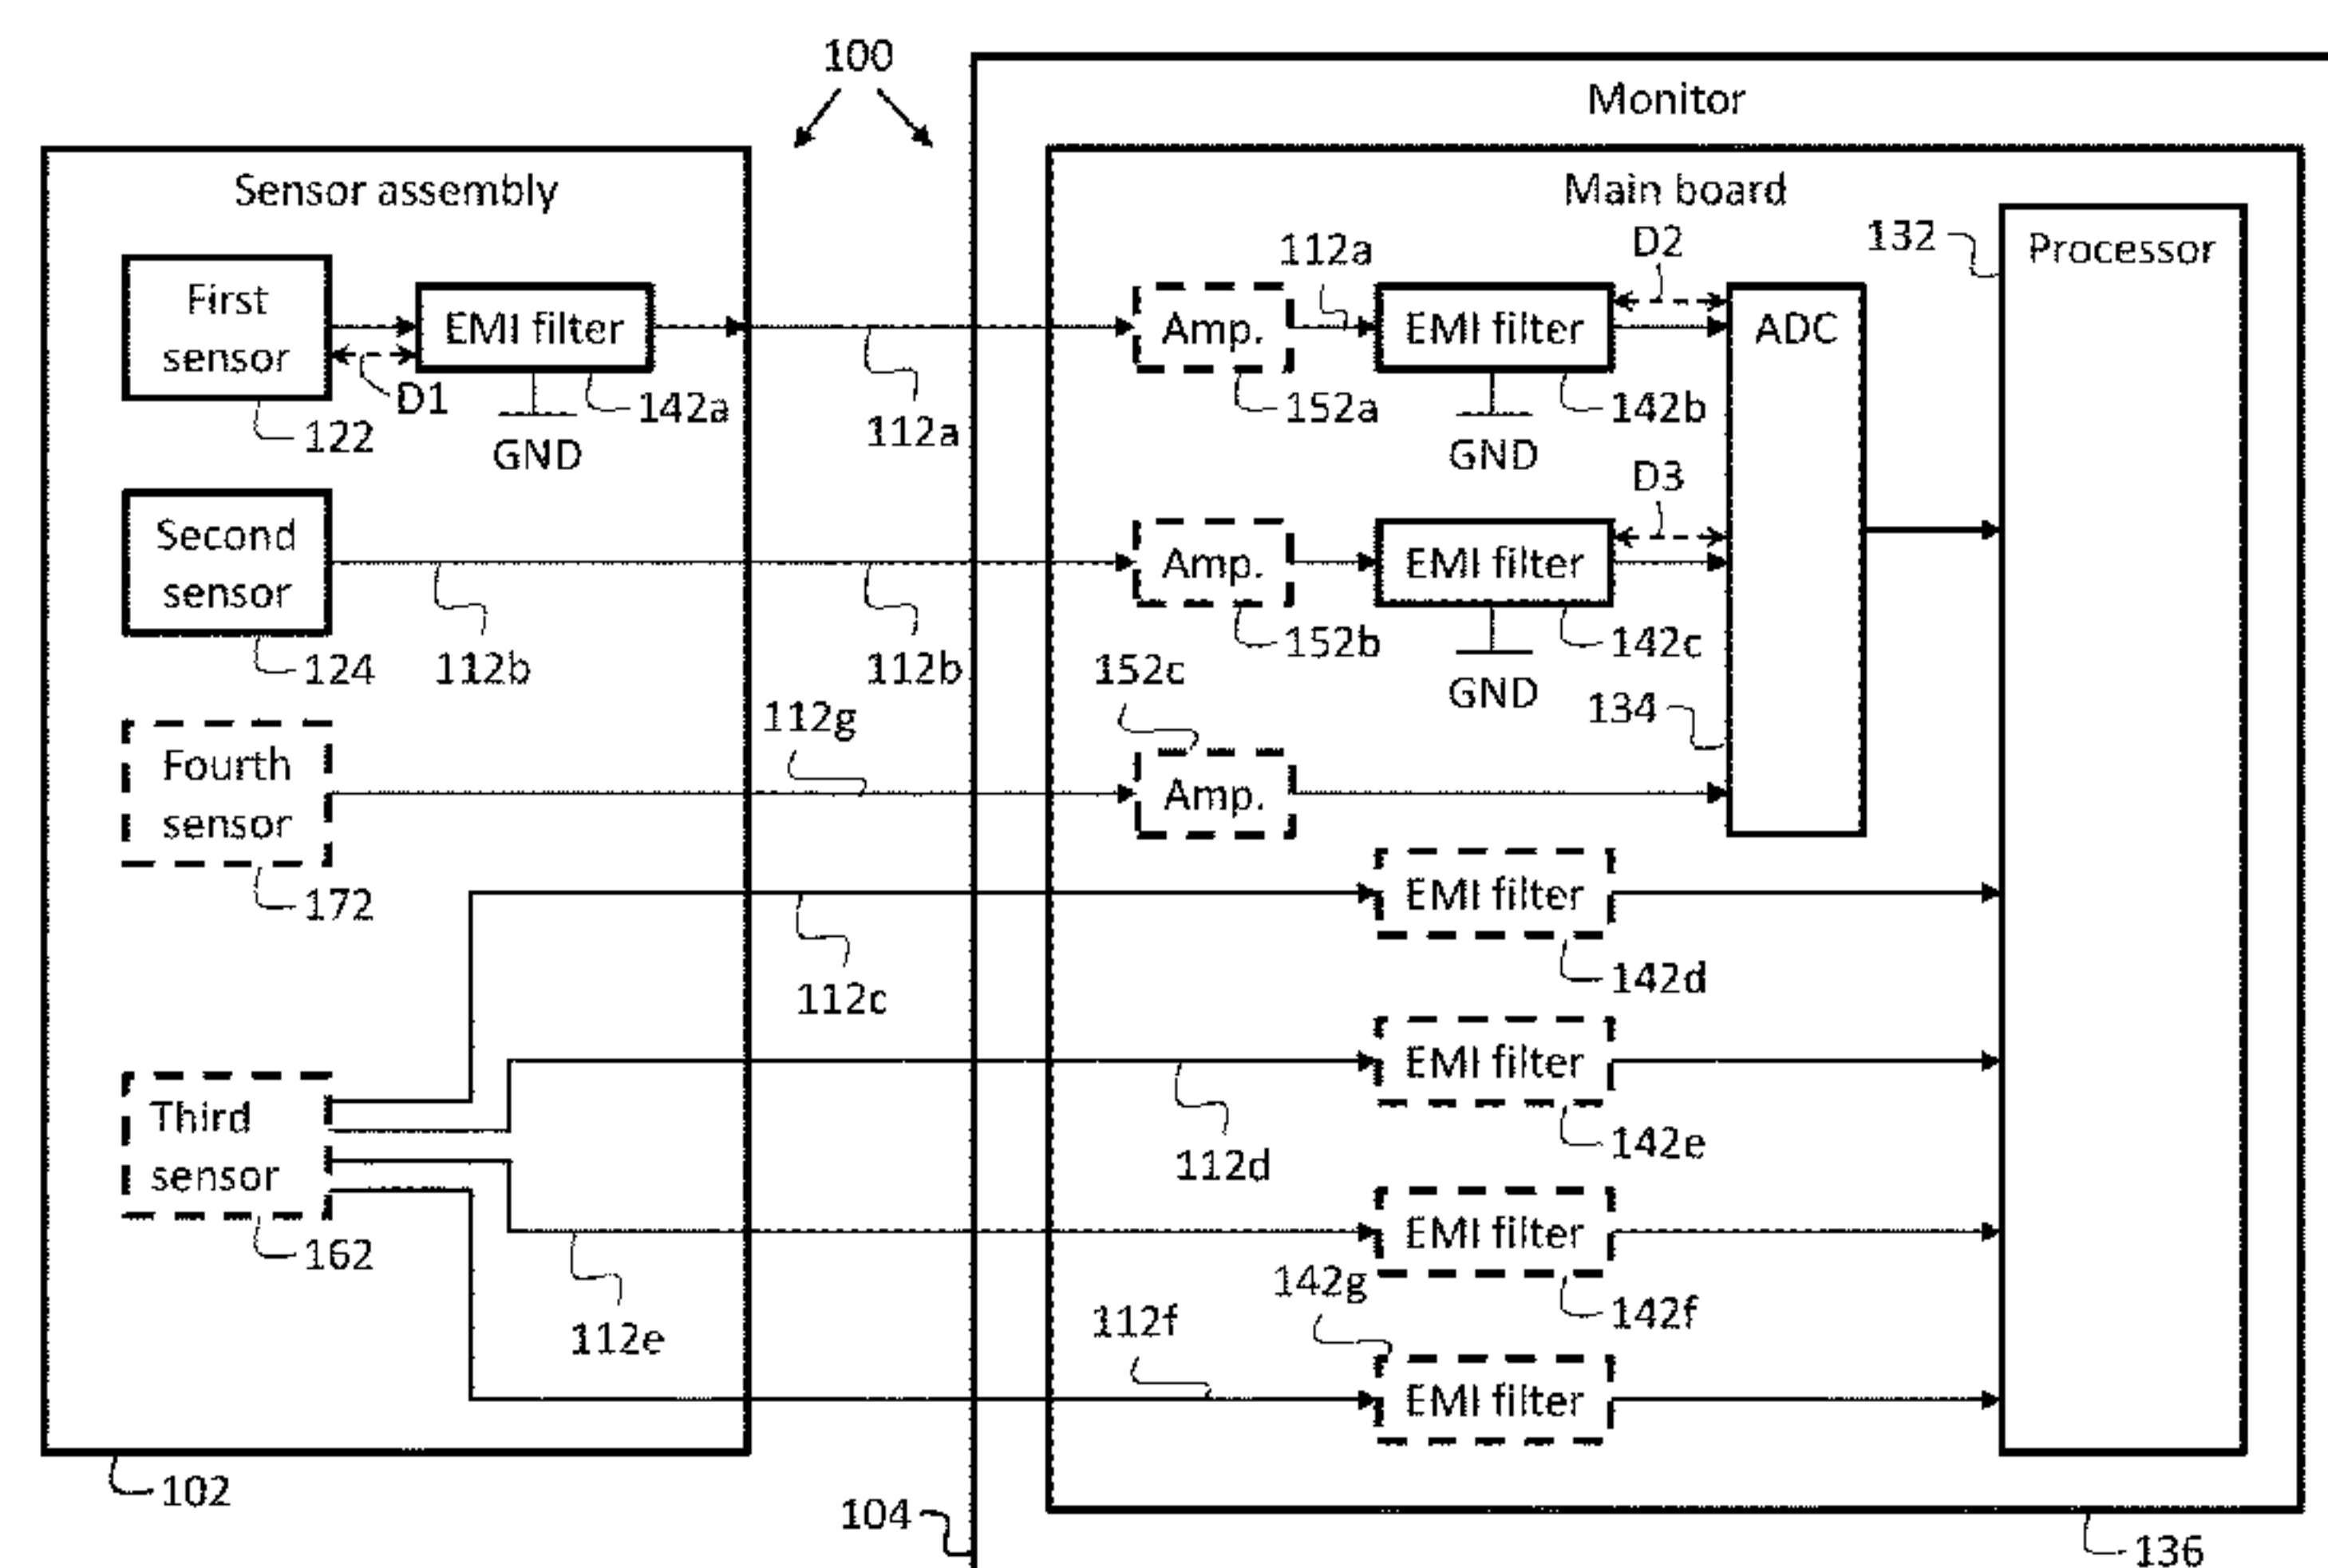 100
Monitor
Sensor assembly
Main board
First
sensor
EMI filter
D1
122
GND
142a
112a
Amp.
152a
112a
EMI filter
GND
142b
D2
ADC
132
Processor
Second
sensor
124
112b
112b
Amp.
152b
EMI filter
GND
142c
D3
134
Fourth
sensor
172
112g
152c
Amp.
112c
EMI filter
142d
Third
sensor
162
112d
EMI filter
142e
112e
EMI filter
142f
142g
112f
EMI filter
102
104
136